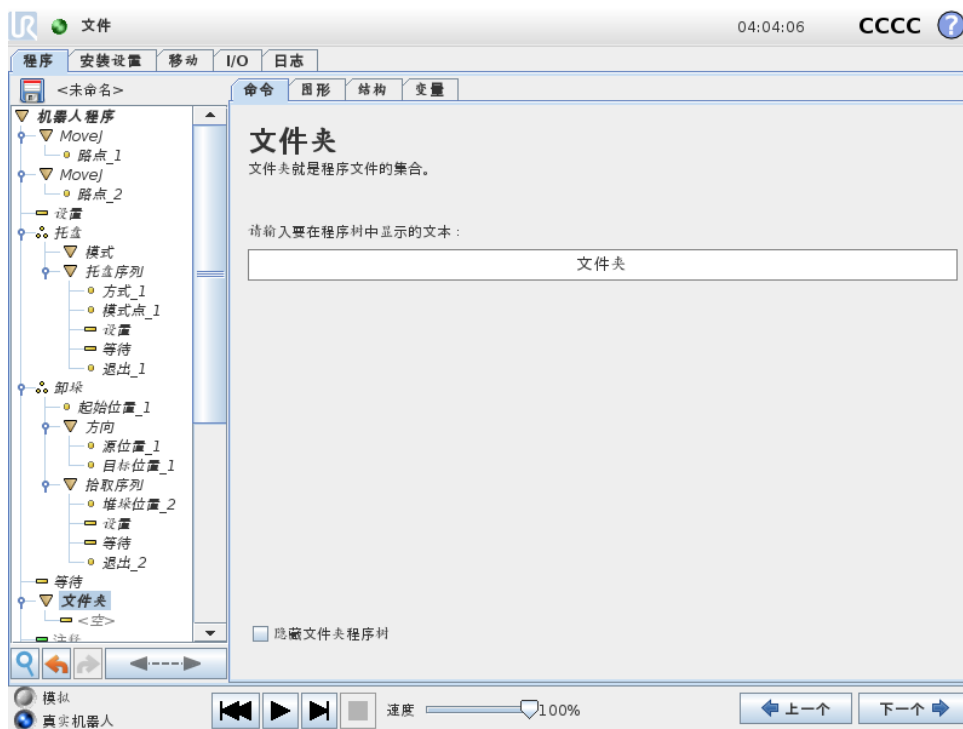 UR 文件 04:04:06 CCCC ?
程序 安装设置 移动 I/O 日志
<未命名>
命令 图形 结构 变量
机器人程序
MoveJ
路点_1
MoveJ
路点_2
设置
托盘
模式
托盘序列
方式_1
模式点_1
设置
等待
退出_1
卸垛
起始位置_1
方向
源位置_1
目标位置_1
拾取序列
堆垛位置_2
设置
等待
退出_2
等待
文件夹
<空>
注释
文件夹
文件夹就是程序文件的集合。
请输入要在程序树中显示的文本：
文件夹
隐藏文件夹程序树
模拟
真实机器人
速度 100%
上一个 下一个